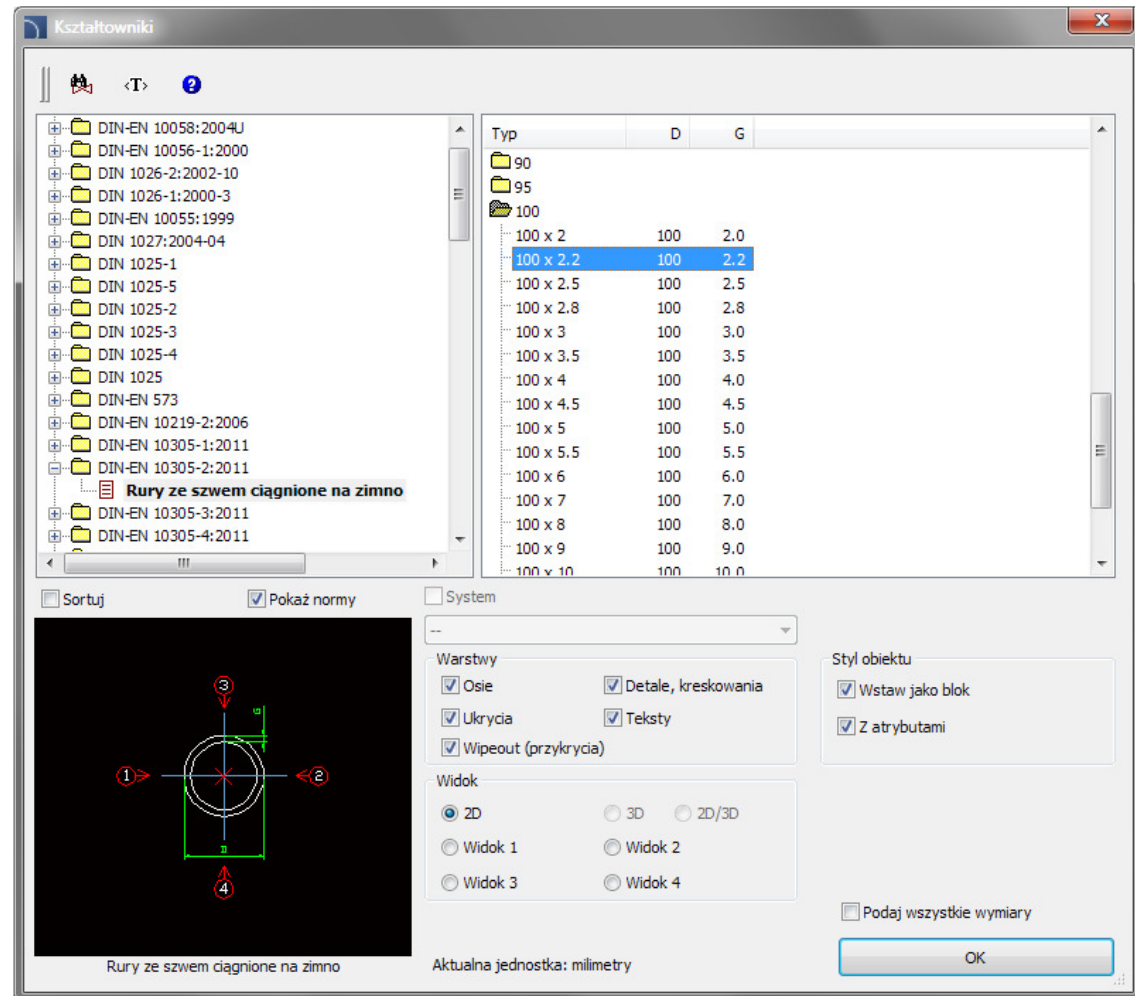 Kształtowniki
<T>
DIN-EN 10058:2004U
DIN-EN 10056-1:2000
DIN 1026-2:2002-10
DIN 1026-1:2000-3
DIN-EN 10055:1999
DIN 1027:2004-04
DIN 1025-1
DIN 1025-5
DIN 1025-2
DIN 1025-3
DIN 1025-4
DIN 1025
DIN-EN 573
DIN-EN 10219-2:2006
DIN-EN 10305-1:2011
DIN-EN 10305-2:2011
Rury ze szwem ciągnione na zimno
DIN-EN 10305-3:2011
DIN-EN 10305-4:2011
Typ D G
90
95
100
100 x 2 100 2.0
100 x 2.2 100 2.2
100 x 2.5 100 2.5
100 x 2.8 100 2.8
100 x 3 100 3.0
100 x 3.5 100 3.5
100 x 4 100 4.0
100 x 4.5 100 4.5
100 x 5 100 5.0
100 x 5.5 100 5.5
100 x 6 100 6.0
100 x 7 100 7.0
100 x 8 100 8.0
100 x 9 100 9.0
100 x 10 100 10.0
Sortuj Pokaż normy
3
G
1 2
D
4
Rury ze szwem ciągnione na zimno
System
--
Warstwy
Osie Detale, kreskowania
Ukrycia Teksty
Wipeout (przykrycia)
Widok
2D 3D 2D/3D
Widok 1 Widok 2
Widok 3 Widok 4
Aktualna jednostka: milimetry
Styl obiektu
Wstaw jako blok
Z atrybutami
Podaj wszystkie wymiary
OK